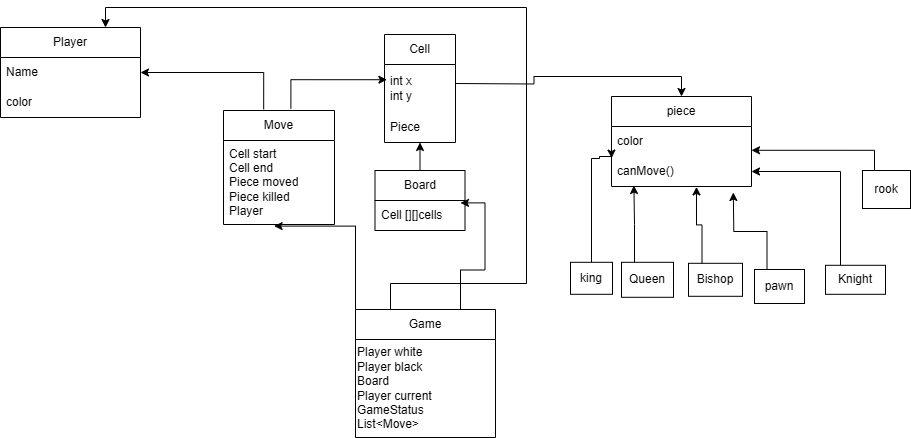 Player
Name
color
Cell
int x
int y
Piece
piece
color
canMove()
Move
Cell start
Cell end
Piece moved
Piece killed
Player
Board
Cell [][]cells
rook
king
Queen
Bishop
pawn
Knight
Game
Player white
Player black
Board
Player current
GameStatus
List<Move>